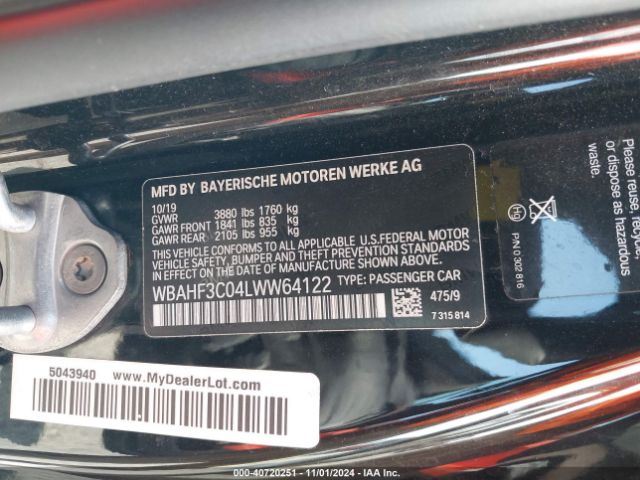 MFD BY BAYERISCHE MOTOREN WERKE AG
10/19
GVWR 3880 lbs 1760 kg
GAWR FRONT 1841 lbs 835 kg
GAWR REAR: 2105 lbs 955 kg
THIS VEHICLE CONFORMS TO ALL APPLICABLE U.S.FEDERAL MOTOR
VEHICLE SAFETY, BUMPER, AND THEFT PREVENTION STANDARDS
IN EFFECT ON THE DATE OF MANUFACTURE SHOWN ABOVE.
WBAHF3C04LWW64122 TYPE: PASSENGER CAR
475/9
7 315 814
Please reuse,
or dispose of
as hazardous
waste.
Hg
P/N 0 392 816
5043940 www.MyDealerLot.com
000-40720251 - 11/01/2024 - IAA Inc.